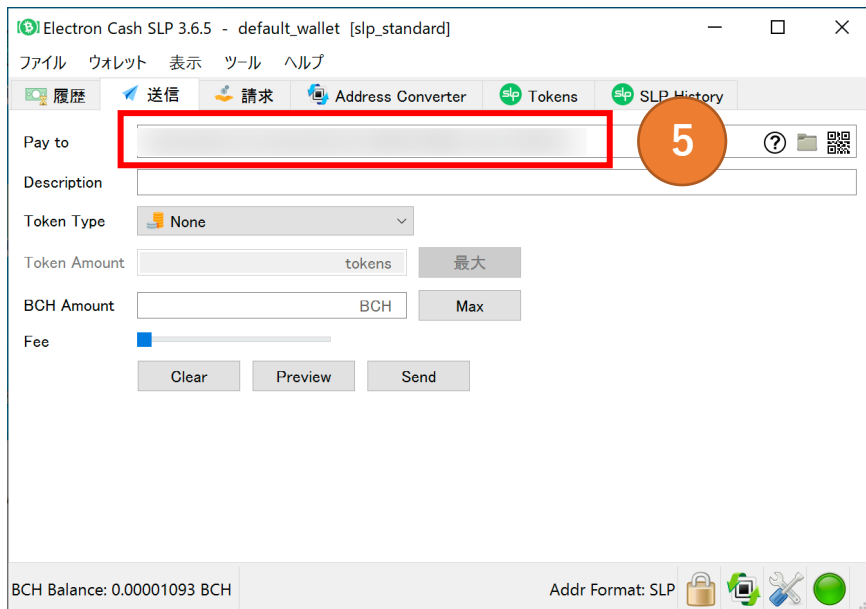 Electron Cash SLP 3.6.5 - default_wallet [slp_standard]
ファイル ウォレット 表示 ツール ヘルプ
履歴 送信 請求 Address Converter Tokens SLP History
Pay to 5
Description
Token Type None
Token Amount tokens 最大
BCH Amount BCH Max
Fee
Clear Preview Send
BCH Balance: 0.00001093 BCH Addr Format: SLP